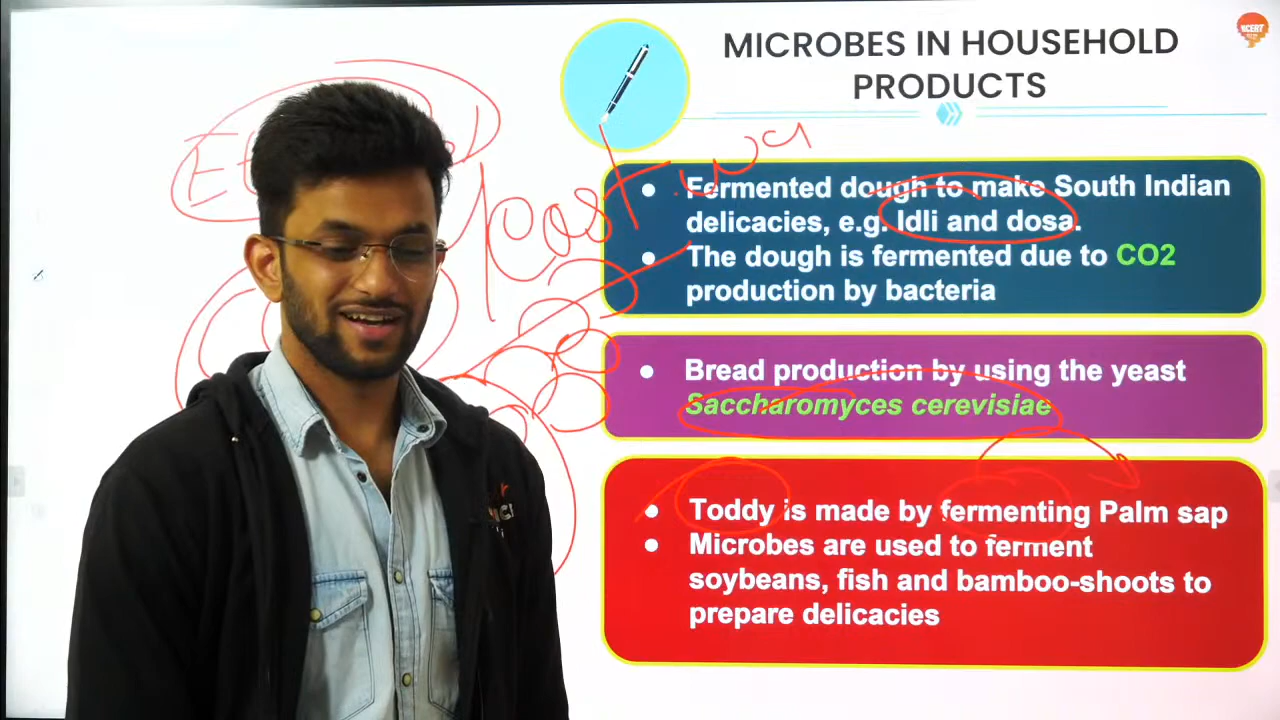 MICROBES IN HOUSEHOLD
PRODUCTS
● Fermented dough to make South Indian
delicacies, e.g. Idli and dosa.
● The dough is fermented due to CO2
production by bacteria
● Bread production by using the yeast
Saccharomyces cerevisiae
● Toddy is made by fermenting Palm sap
● Microbes are used to ferment
soybeans, fish and bamboo-shoots to
prepare delicacies